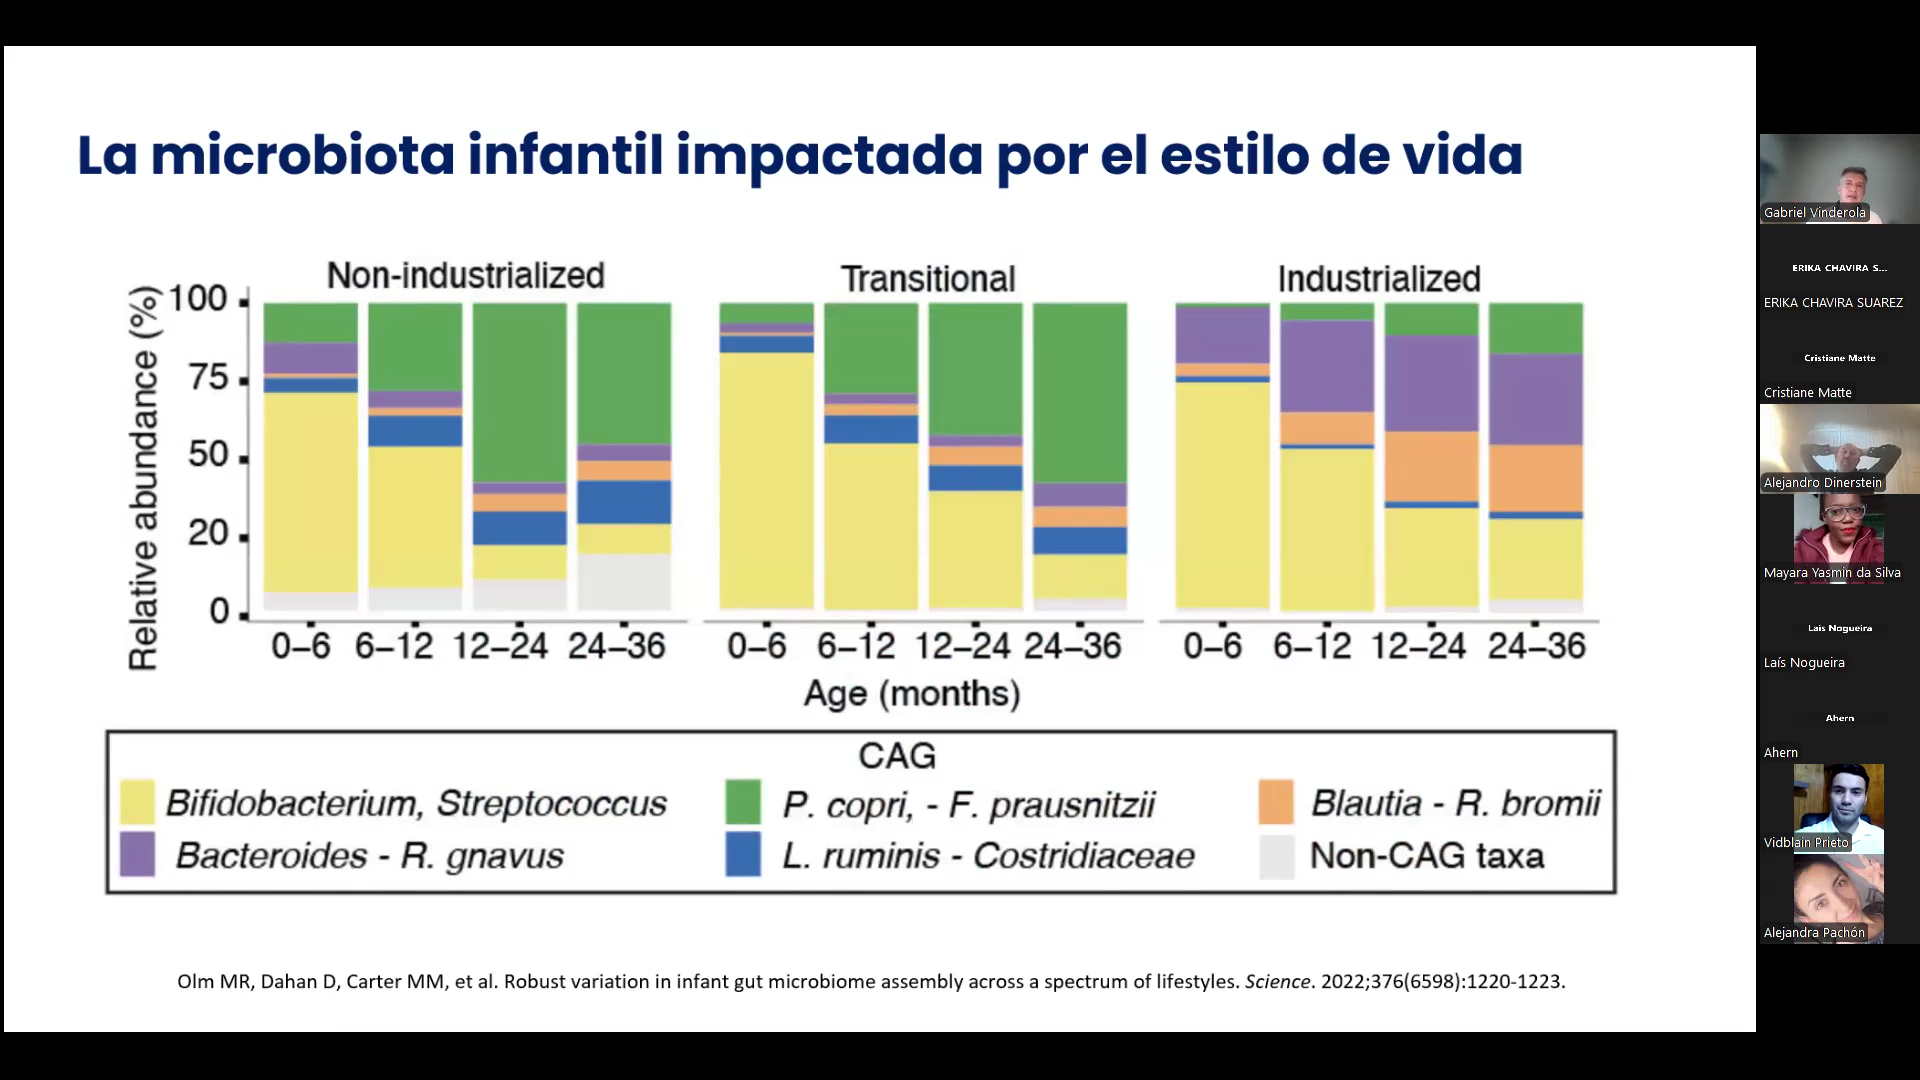 La microbiota infantil impactada por el estilo de vida
Non-industrialized
Transitional
Industrialized
Relative abundance (%)
100
75
50
20
0
0–6 6–12 12–24 24–36
0–6 6–12 12–24 24–36
0–6 6–12 12–24 24–36
Age (months)
CAG
Bifidobacterium, Streptococcus
P. copri, - F. prausnitzii
Blautia - R. bromii
Bacteroides - R. gnavus
L. ruminis - Costridiaceae
Non-CAG taxa
Olm MR, Dahan D, Carter MM, et al. Robust variation in infant gut microbiome assembly across a spectrum of lifestyles. Science. 2022;376(6598):1220-1223.
Gabriel Vinderola
ERIKA CHAVIRA S...
ERIKA CHAVIRA SUAREZ
Cristiane Matte
Cristiane Matte
Alejandro Dinerstein
Mayara Yasmin da Silva
Laís Nogueira
Laís Nogueira
Ahern
Ahern
Vidblain Prieto
Alejandra Pachón